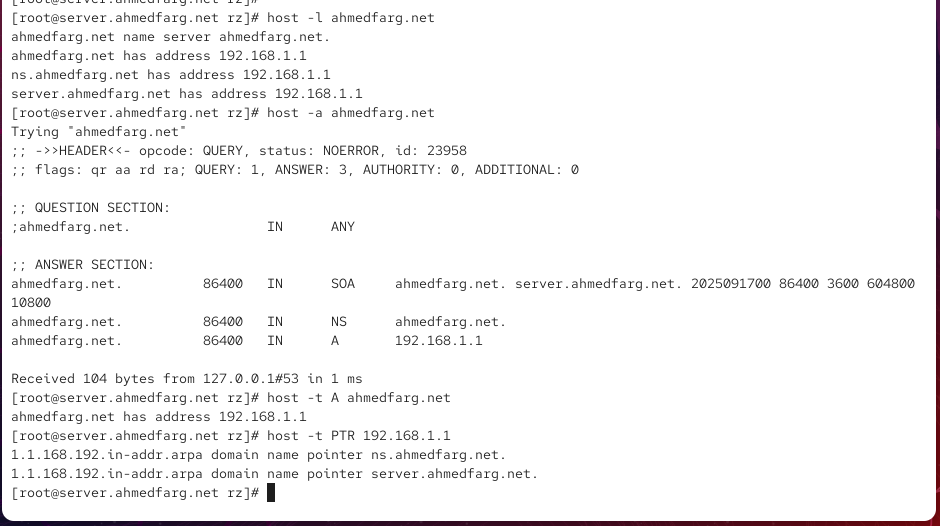 [root@server.ahmedfarg.net rz]#
[root@server.ahmedfarg.net rz]# host -l ahmedfarg.net
ahmedfarg.net name server ahmedfarg.net.
ahmedfarg.net has address 192.168.1.1
ns.ahmedfarg.net has address 192.168.1.1
server.ahmedfarg.net has address 192.168.1.1
[root@server.ahmedfarg.net rz]# host -a ahmedfarg.net
Trying "ahmedfarg.net"
;; ->>HEADER<<- opcode: QUERY, status: NOERROR, id: 23958
;; flags: qr aa rd ra; QUERY: 1, ANSWER: 3, AUTHORITY: 0, ADDITIONAL: 0
;; QUESTION SECTION:
;ahmedfarg.net. IN ANY
;; ANSWER SECTION:
ahmedfarg.net. 86400 IN SOA ahmedfarg.net. server.ahmedfarg.net. 2025091700 86400 3600 604800
10800
ahmedfarg.net. 86400 IN NS ahmedfarg.net.
ahmedfarg.net. 86400 IN A 192.168.1.1
Received 104 bytes from 127.0.0.1#53 in 1 ms
[root@server.ahmedfarg.net rz]# host -t A ahmedfarg.net
ahmedfarg.net has address 192.168.1.1
[root@server.ahmedfarg.net rz]# host -t PTR 192.168.1.1
1.1.168.192.in-addr.arpa domain name pointer ns.ahmedfarg.net.
1.1.168.192.in-addr.arpa domain name pointer server.ahmedfarg.net.
[root@server.ahmedfarg.net rz]#